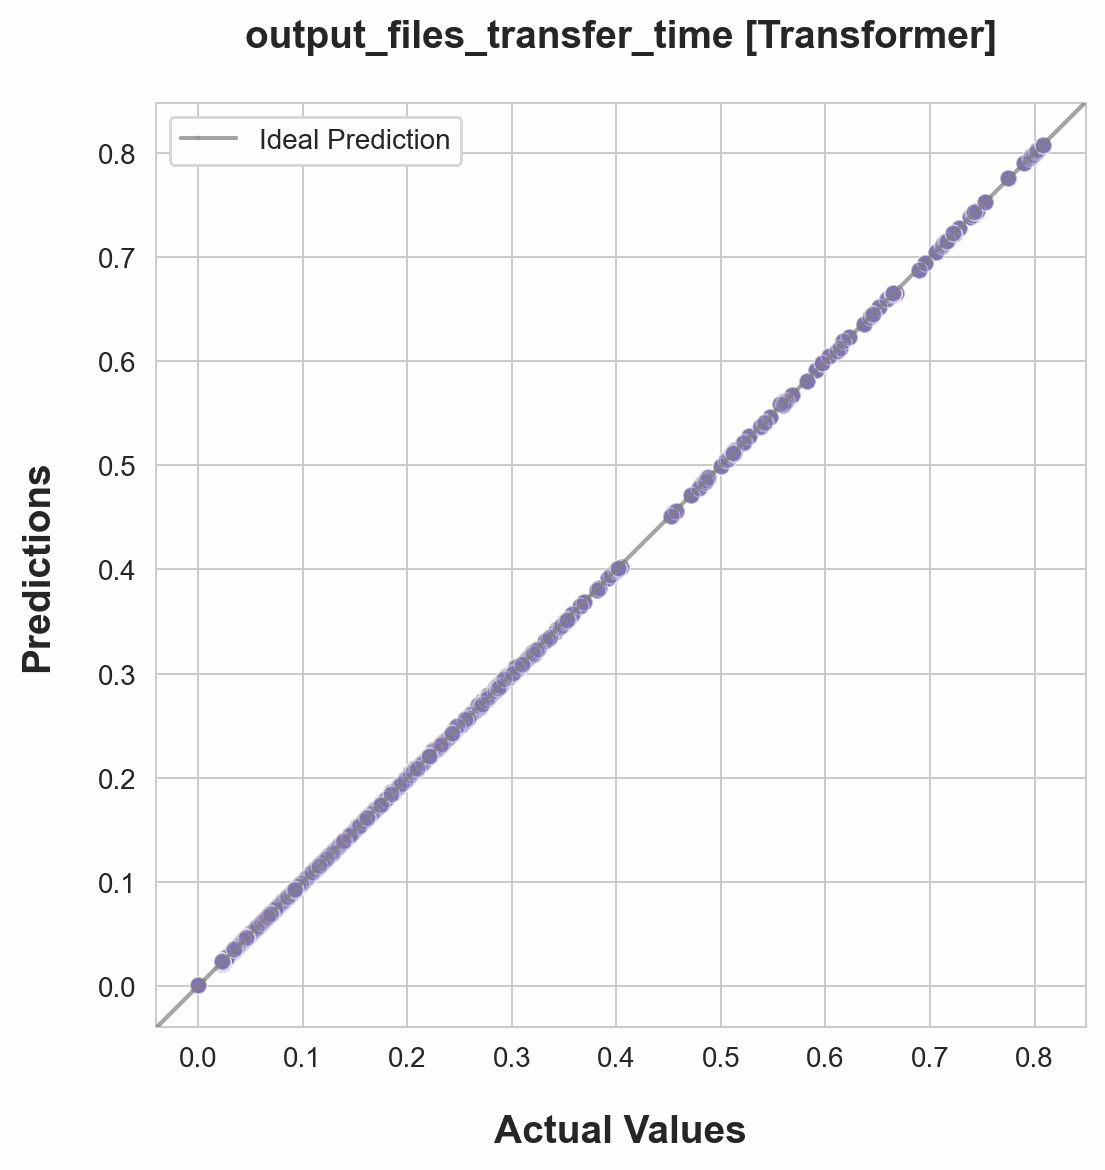 output_files_transfer_time [Transformer]
Ideal Prediction
0.8
0.7
0.6
0.5
0.4
0.3
0.2
0.1
0.0
Predictions
0.0 0.1 0.2 0.3 0.4 0.5 0.6 0.7 0.8
Actual Values